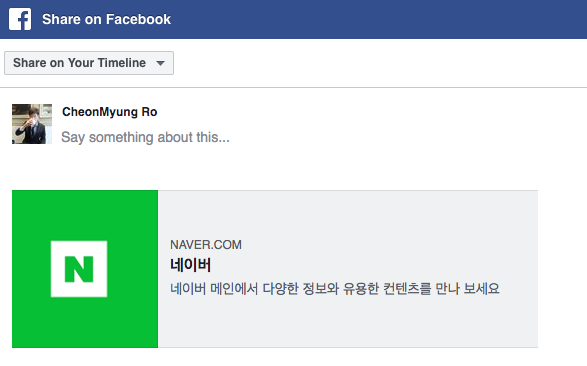 Share on Facebook
Share on Your Timeline
CheonMyung Ro
Say something about this...
N
NAVER.COM
네이버
네이버 메인에서 다양한 정보와 유용한 컨텐츠를 만나 보세요